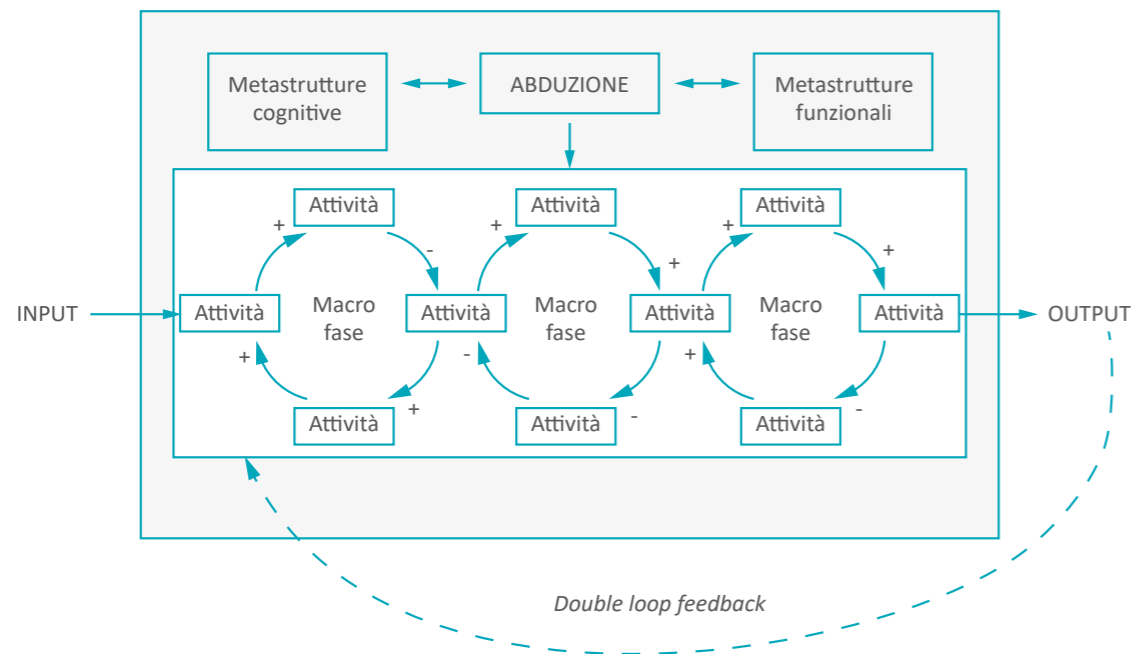 Metastrutture
cognitive
ABDUZIONE
Metastrutture
funzionali
Attività
Attività
Attività
+
-
+
+
+
+
INPUT
Attività
Macro
fase
Attività
Macro
fase
Attività
Macro
fase
Attività
OUTPUT
+
-
+
Attività
+
Attività
-
Attività
-
Double loop feedback